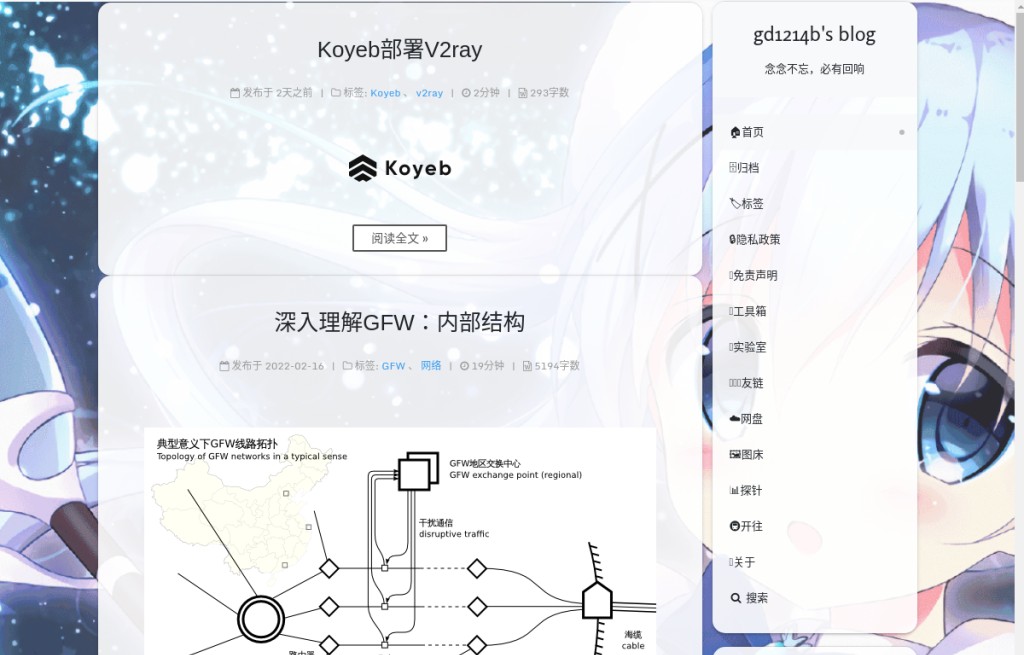 Koyeb部署V2ray
发布于 2天之前 | 标签: Koyeb 、 v2ray | 2分钟 | 293字数
Koyeb
阅读全文 »
深入理解GFW：内部结构
发布于 2022-02-16 | 标签: GFW 、 网络 | 19分钟 | 5194字数
典型意义下GFW线路拓扑
Topology of GFW networks in a typical sense
GFW地区交换中心
GFW exchange point (regional)
干扰通信
disruptive traffic
海缆
cable
路由器
gd1214b's blog
念念不忘，必有回响
首页
归档
标签
隐私政策
免责声明
工具箱
实验室
友链
网盘
图床
探针
开往
关于
搜索